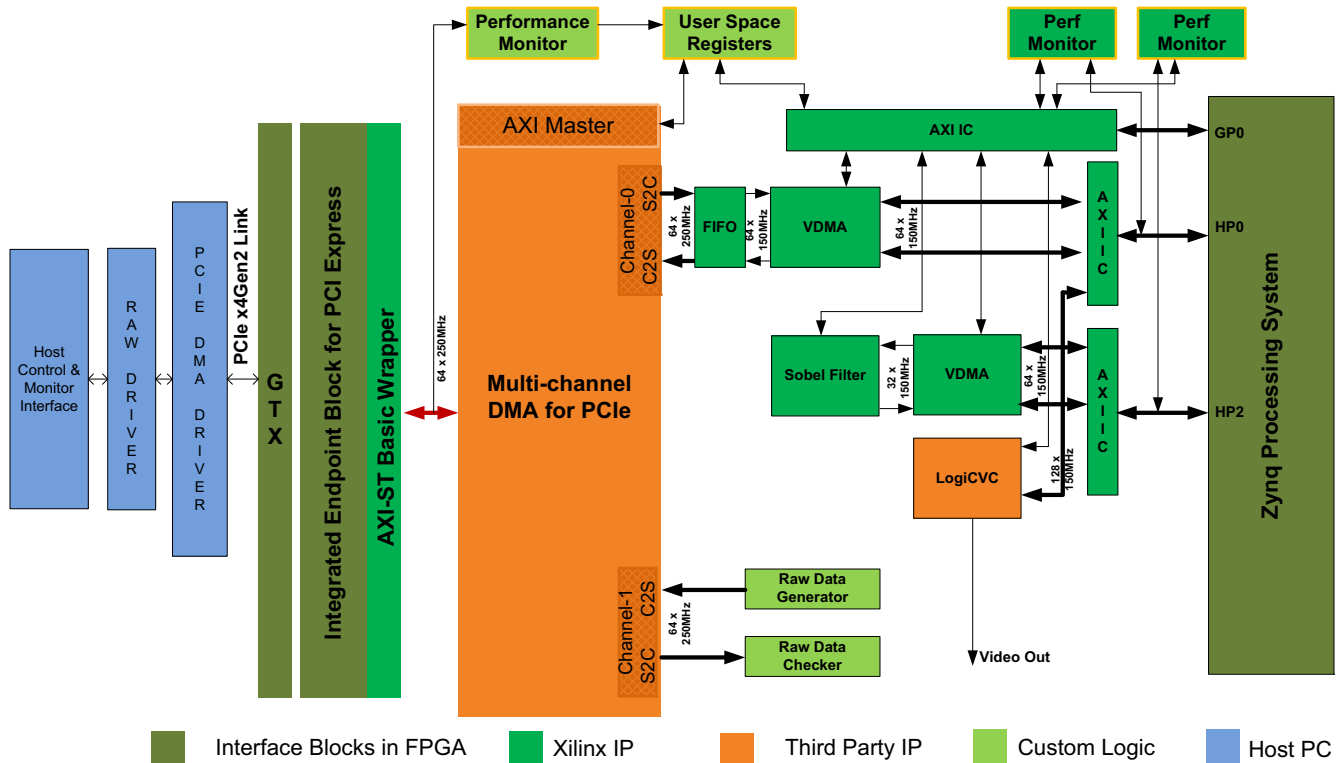 Performance
Monitor
User Space
Registers
Perf
Monitor
Perf
Monitor
AXI Master
AXI IC
GP0
Channel-0
S2C
C2S
64 x
250MHz
FIFO
64 x
150MHz
VDMA
64 x
150MHz
A
X
I
I
C
HP0
Host
Control &
Monitor
Interface
R
A
W
D
R
I
V
E
R
P
C
I
E
D
M
A
D
R
I
V
E
R
PCIe x4Gen2 Link
G
T
X
Integrated Endpoint Block for PCI Express
AXI-ST Basic Wrapper
64 x 250MHz
Multi-channel
DMA for PCIe
Sobel Filter
32 x
150MHz
VDMA
64 x
150MHz
A
X
I
I
C
HP2
Zynq Processing System
LogiCVC
128 x
150MHz
Channel-1
C2S
S2C
64 x
250MHz
Raw Data
Generator
Raw Data
Checker
Video Out
Interface Blocks in FPGA
Xilinx IP
Third Party IP
Custom Logic
Host PC